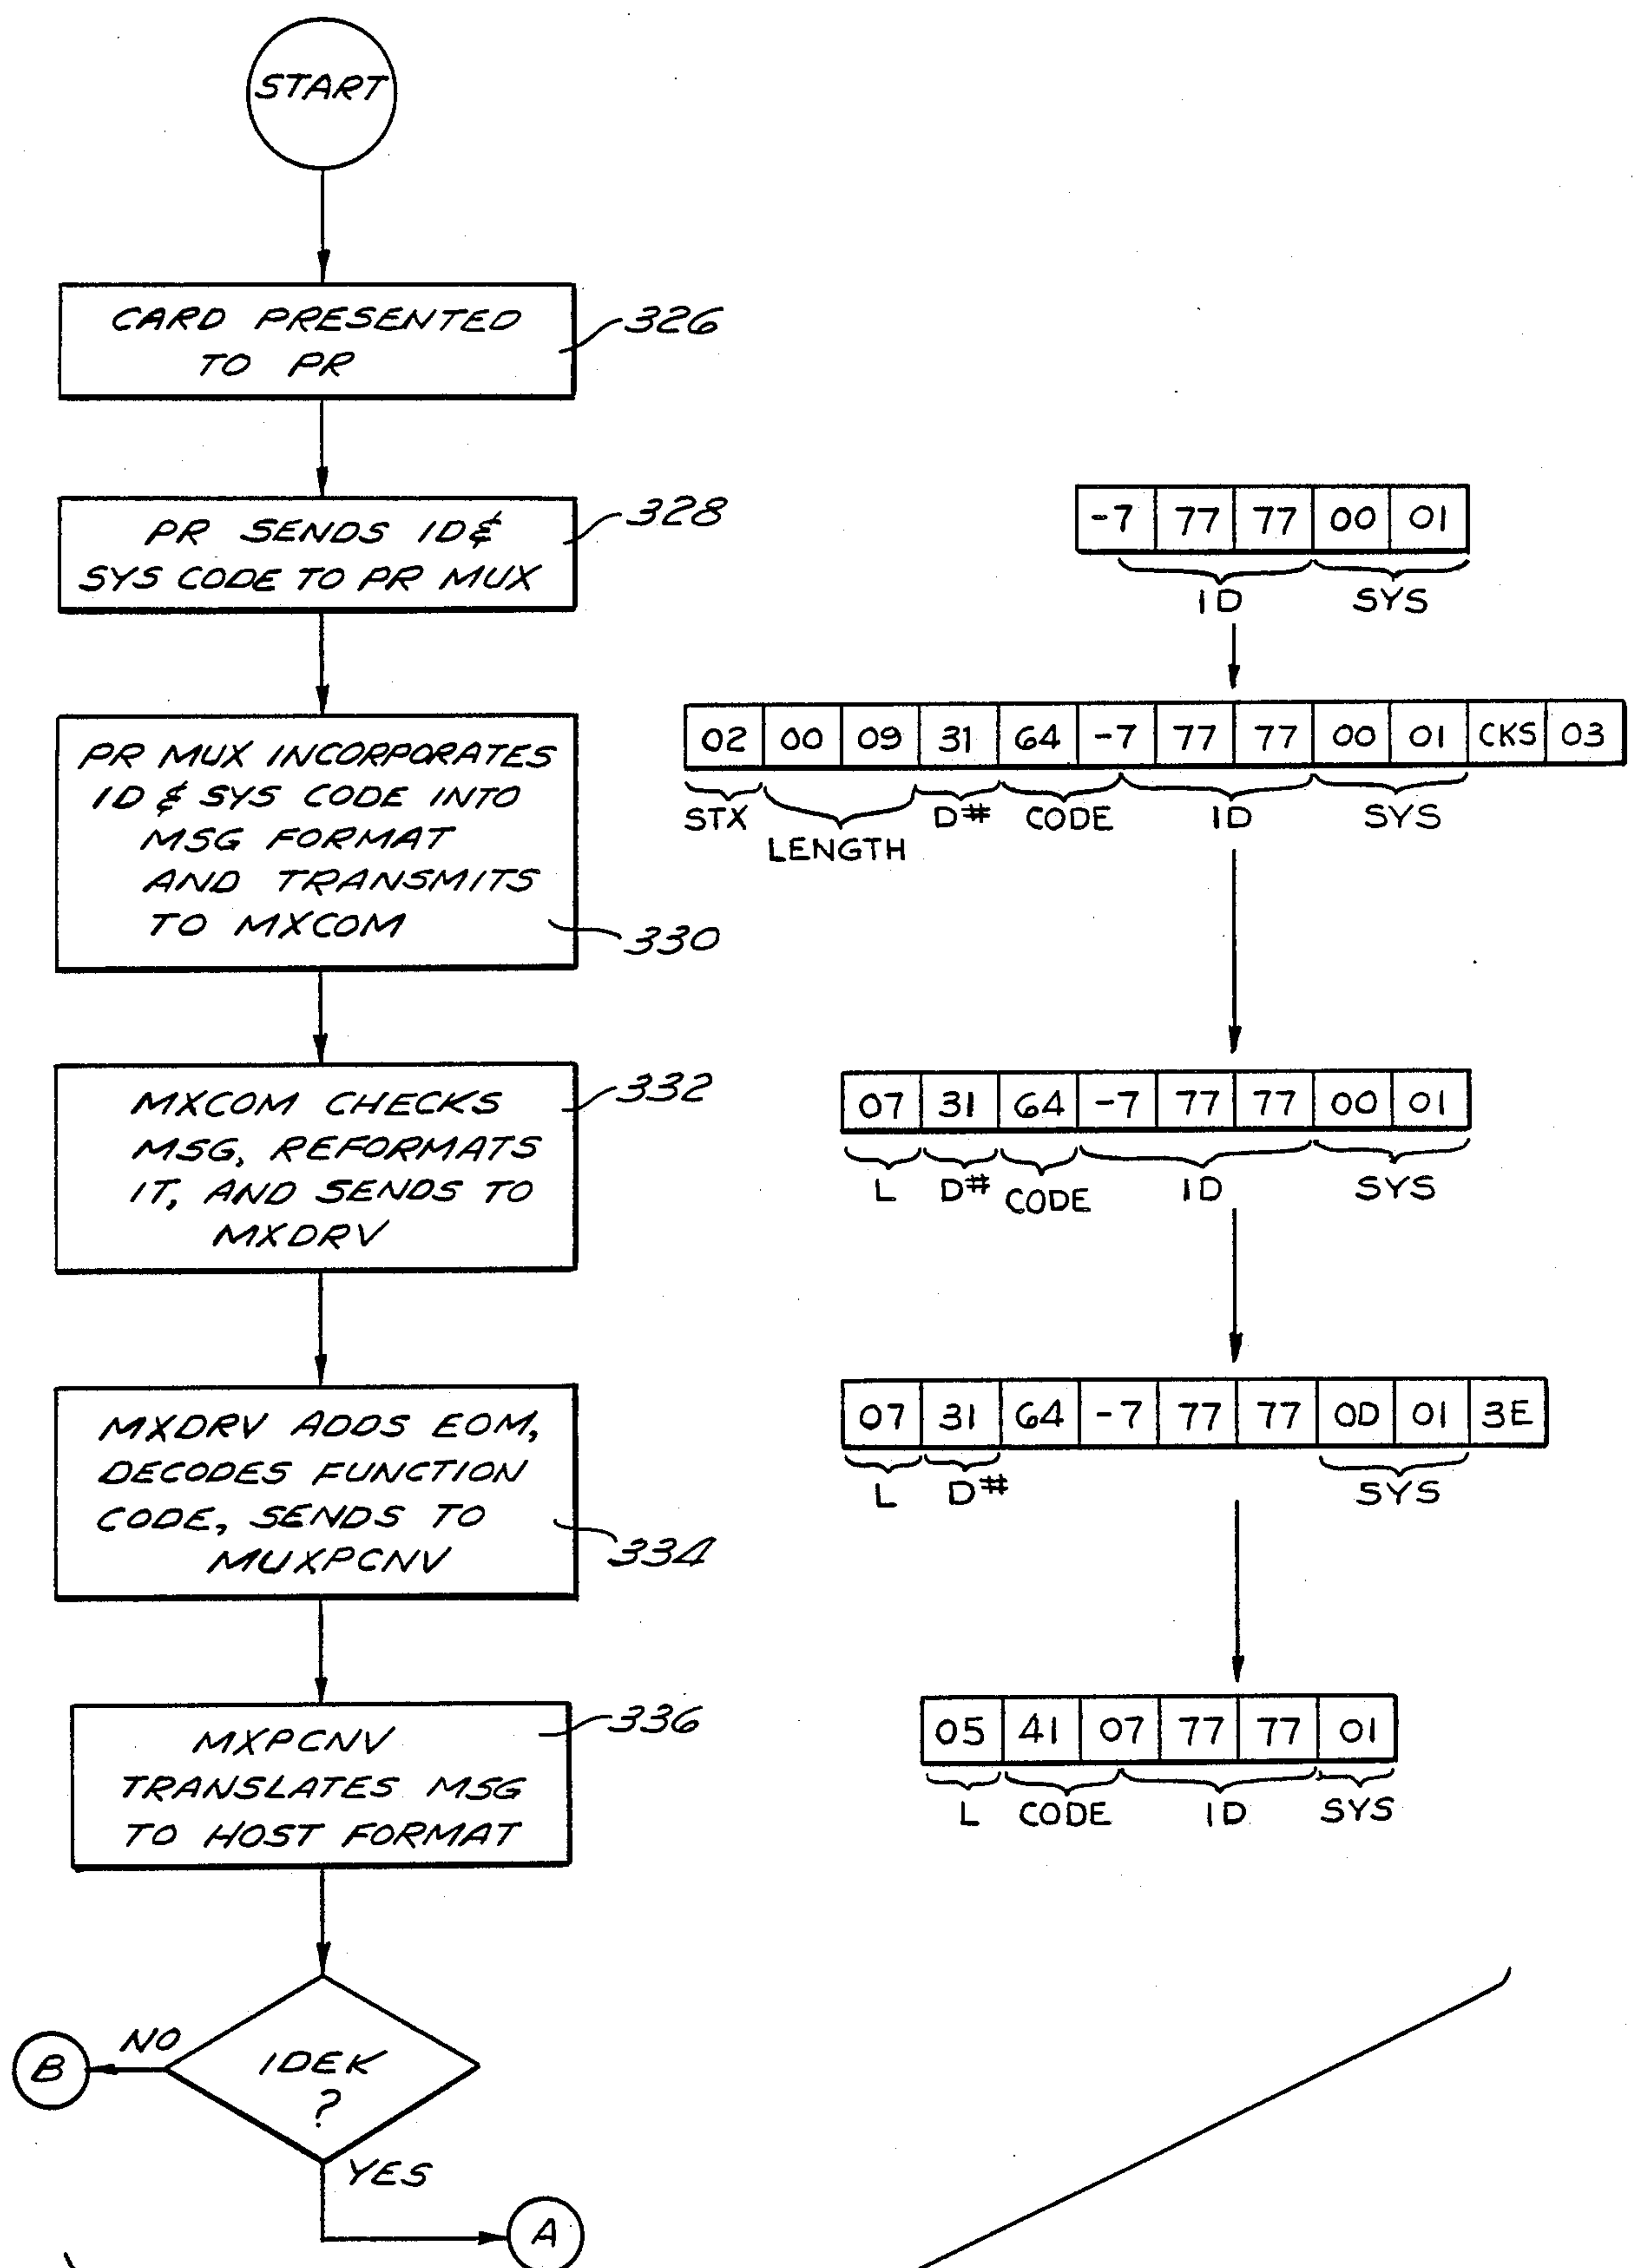 START
CARD PRESENTED
TO PR
326
PR SENDS ID &
SYS CODE TO PR MUX
328
-7 77 77 00 01
ID SYS
PR MUX INCORPORATES
ID & SYS CODE INTO
MSG FORMAT
AND TRANSMITS
TO MXCOM
330
02 00 09 31 64 -7 77 77 00 01 CKS 03
STX LENGTH D# CODE ID SYS
MXCOM CHECKS
MSG, REFORMATS
IT, AND SENDS TO
MXDRV
332
07 31 64 -7 77 77 00 01
L D# CODE ID SYS
MXDRV ADDS EOM,
DECODES FUNCTION
CODE, SENDS TO
MUXPCNV
334
07 31 64 -7 77 77 0D 01 3E
L D# SYS
MXPCNV
TRANSLATES MSG
TO HOST FORMAT
336
05 41 07 77 77 01
L CODE ID SYS
IDEK
?
NO
B
YES
A